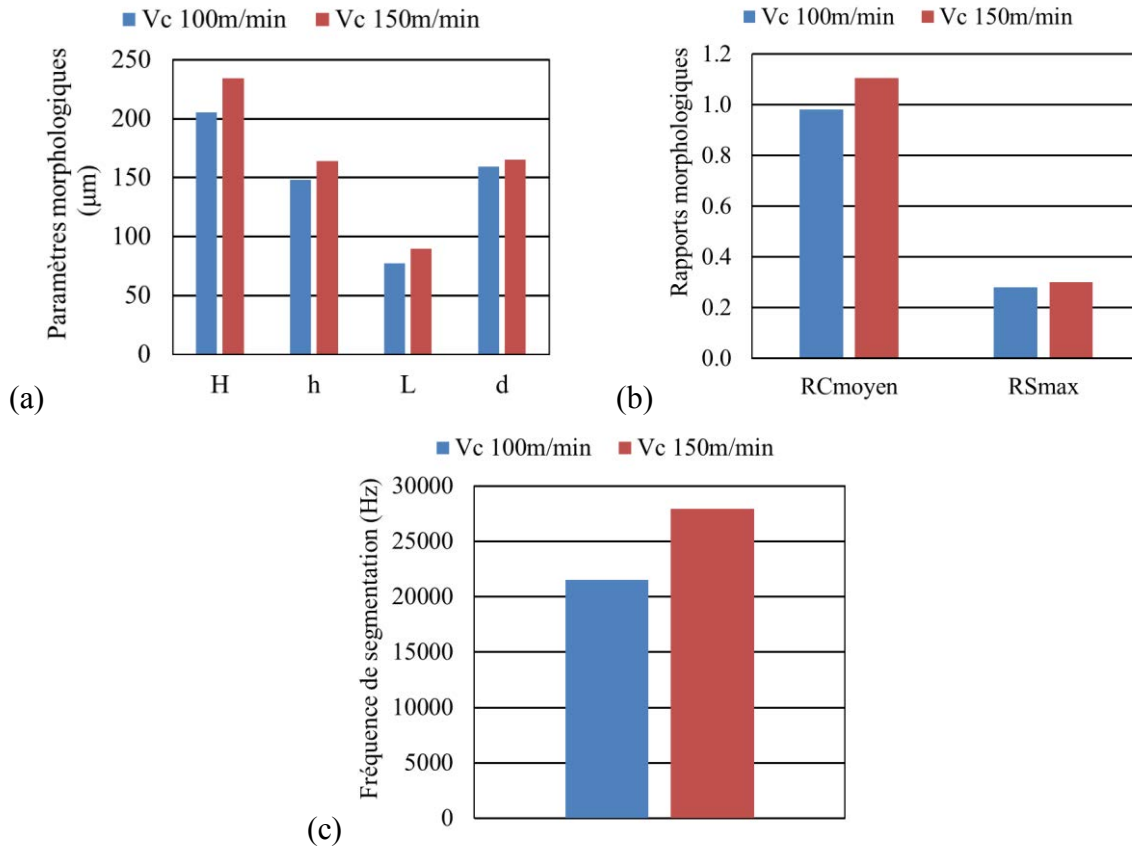 Vc 100m/min Vc 150m/min
Paramètres morphologiques
(µm)
250
200
150
100
50
0
H h L d
(a)
Vc 100m/min Vc 150m/min
Rapports morphologiques
1.2
1.0
0.8
0.6
0.4
0.2
0.0
RCmoyen RSmax
(b)
Vc 100m/min Vc 150m/min
Fréquence de segmentation (Hz)
30000
25000
20000
15000
10000
5000
0
(c)